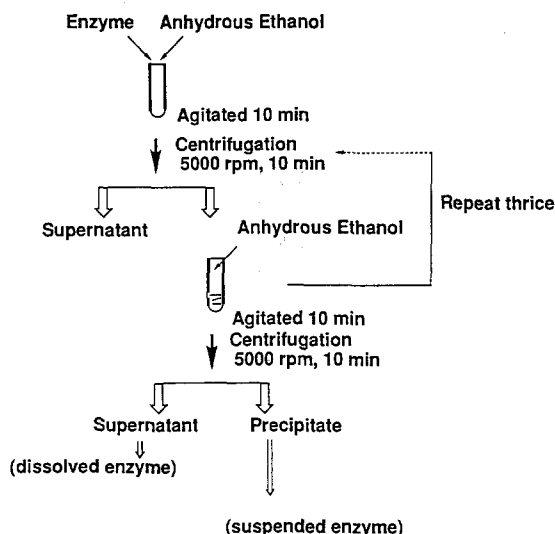 Enzyme Anhydrous Ethanol
Agitated 10 min
Centrifugation
5000 rpm, 10 min
Repeat thrice
Supernatant
Anhydrous Ethanol
Agitated 10 min
Centrifugation
5000 rpm, 10 min
Supernatant Precipitate
(dissolved enzyme)
(suspended enzyme)